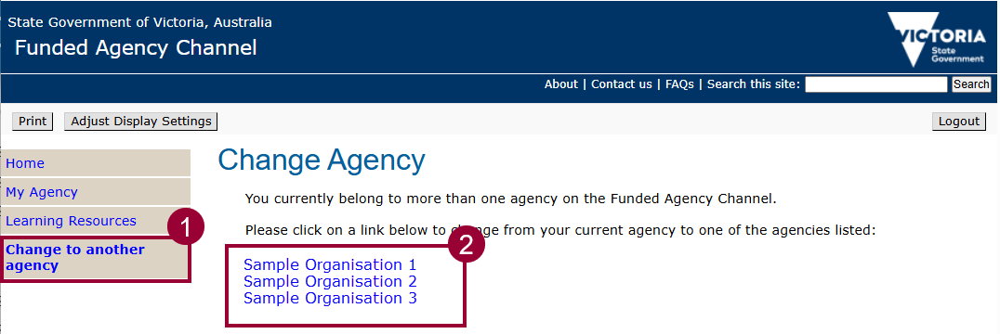 State Government of Victoria, Australia
Funded Agency Channel
VICTORIA
State
Government
About | Contact us | FAQs | Search this site:
Search
Print
Adjust Display Settings
Logout
Home
My Agency
Learning Resources
1
Change to another
agency
Change Agency
You currently belong to more than one agency on the Funded Agency Channel.
Please click on a link below to change from your current agency to one of the agencies listed:
2
Sample Organisation 1
Sample Organisation 2
Sample Organisation 3